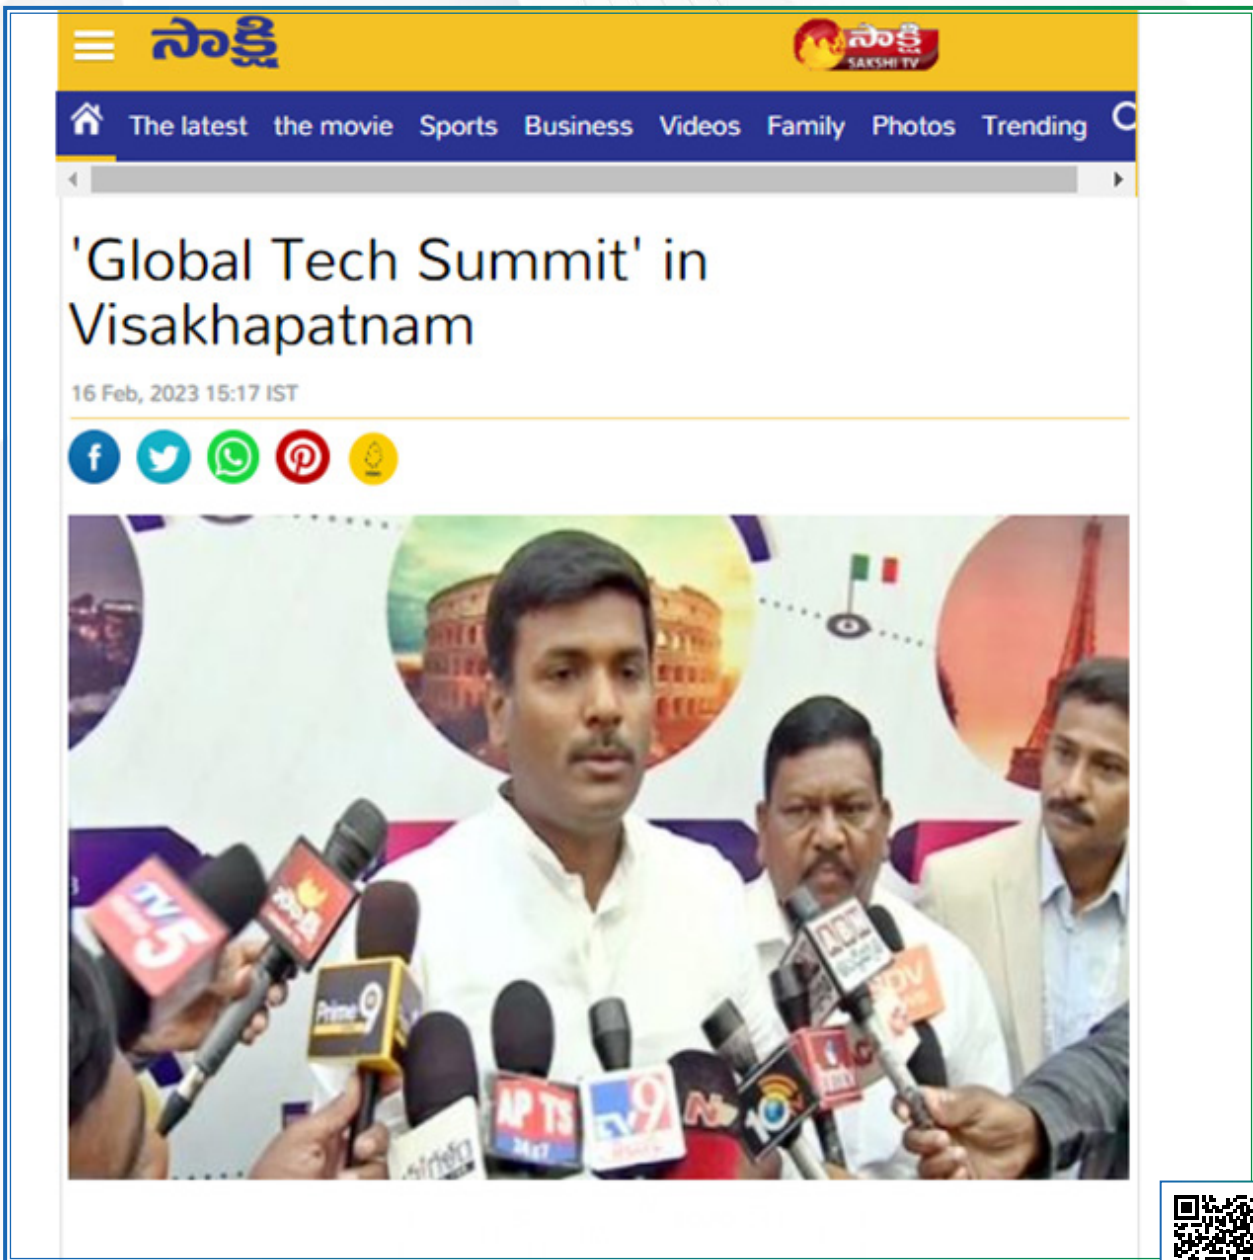 సాక్షి
సాక్షి
SAKSHI TV
The latest the movie Sports Business Videos Family Photos Trending
'Global Tech Summit' in
Visakhapatnam
16 Feb, 2023 15:17 IST
TV5
Prime9
AP TS
24x7
TV9
10